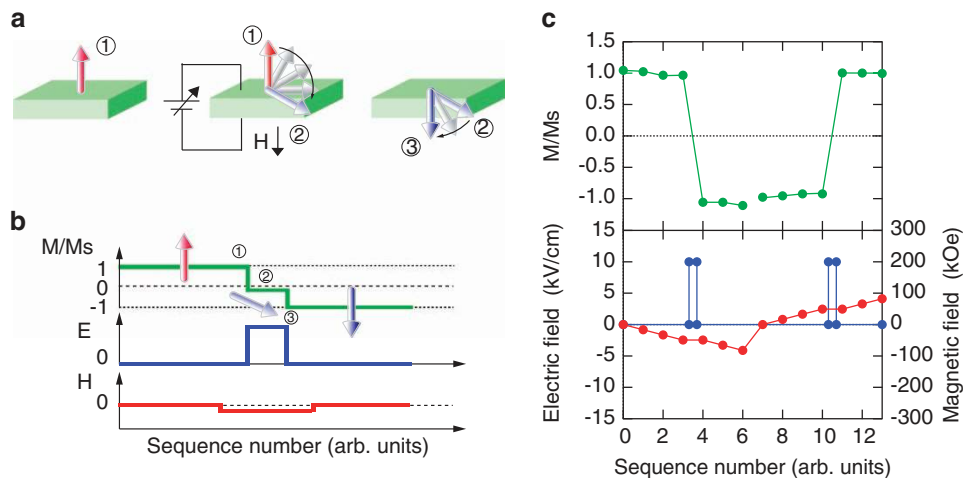 a
①
①
②
H
②
③
b
M/Ms
1
0
-1
①
②
③
E
0
H
0
Sequence number (arb. units)
c
M/Ms
1.5
1.0
0.5
0.0
-0.5
-1.0
15
10
5
0
-5
-10
-15
Electric field (kV/cm)
300
200
100
0
-100
-200
-300
Magnetic field (kOe)
0 2 4 6 8 10 12
Sequence number (arb. units)